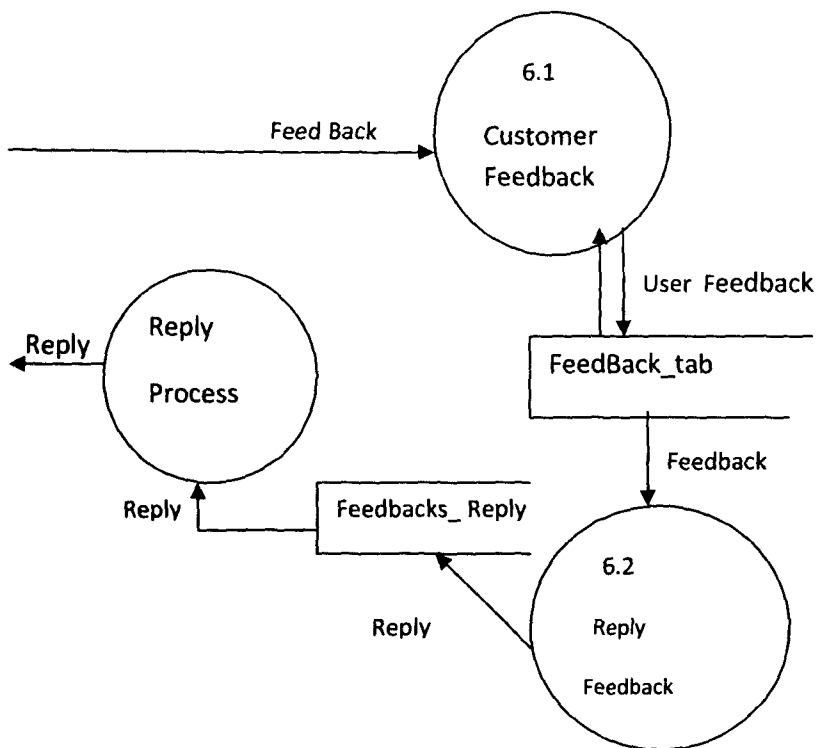 6.1
Feed Back
Customer
Feedback
User Feedback
Reply
Reply
Process
FeedBack_tab
Feedback
Reply
Feedbacks_ Reply
6.2
Reply
Reply
Feedback